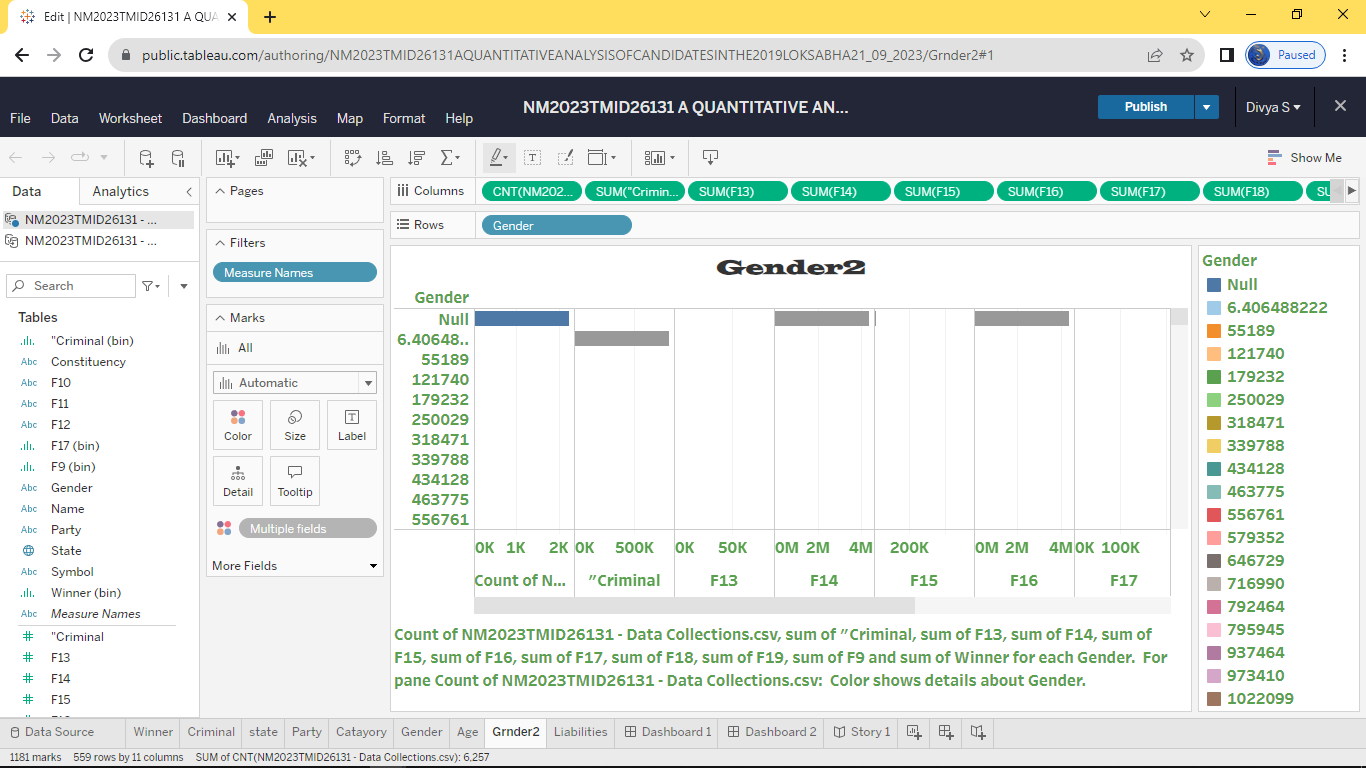 Edit | NM2023TMID26131 A QUA
public.tableau.com/authoring/NM2023TMID26131AQUANTITATIVEANALYSISOFCANDIDATESINTHE2019LOKSABHA21_09_2023/Grnder2#1
Paused
NM2023TMID26131 A QUANTITATIVE AN...
Publish
Divya S
File Data Worksheet Dashboard Analysis Map Format Help
Show Me
Data Analytics
Pages
Columns
CNT(NM202... SUM("Crimin... SUM(F13) SUM(F14) SUM(F15) SUM(F16) SUM(F17) SUM(F18) SU
NM2023TMID26131 - ...
NM2023TMID26131 - ...
Rows
Gender
Filters
Measure Names
Search
Tables
"Criminal (bin)
Abc Constituency
Abc F10
Abc F11
Abc F12
F17 (bin)
F9 (bin)
Abc Gender
Abc Name
Abc Party
State
Abc Symbol
Winner (bin)
Abc Measure Names
"Criminal
F13
F14
F15
Marks
All
Automatic
Color Size Label
Detail Tooltip
Multiple fields
More Fields
Gender2
Gender
Null
6.40648..
55189
121740
179232
250029
318471
339788
434128
463775
556761
0K 1K 2K 0K 500K 0K 50K 0M 2M 4M 200K 0M 2M 4M 0K 100K
Count of N... "Criminal F13 F14 F15 F16 F17
Count of NM2023TMID26131 - Data Collections.csv, sum of "Criminal, sum of F13, sum of F14, sum of
F15, sum of F16, sum of F17, sum of F18, sum of F19, sum of F9 and sum of Winner for each Gender. For
pane Count of NM2023TMID26131 - Data Collections.csv: Color shows details about Gender.
Gender
Null
6.406488222
55189
121740
179232
250029
318471
339788
434128
463775
556761
579352
646729
716990
792464
795945
937464
973410
1022099
Data Source Winner Criminal state Party Catayory Gender Age Grnder2 Liabilities Dashboard 1 Dashboard 2 Story 1
1181 marks 559 rows by 11 columns SUM of CNT(NM2023TMID26131 - Data Collections.csv): 6,257